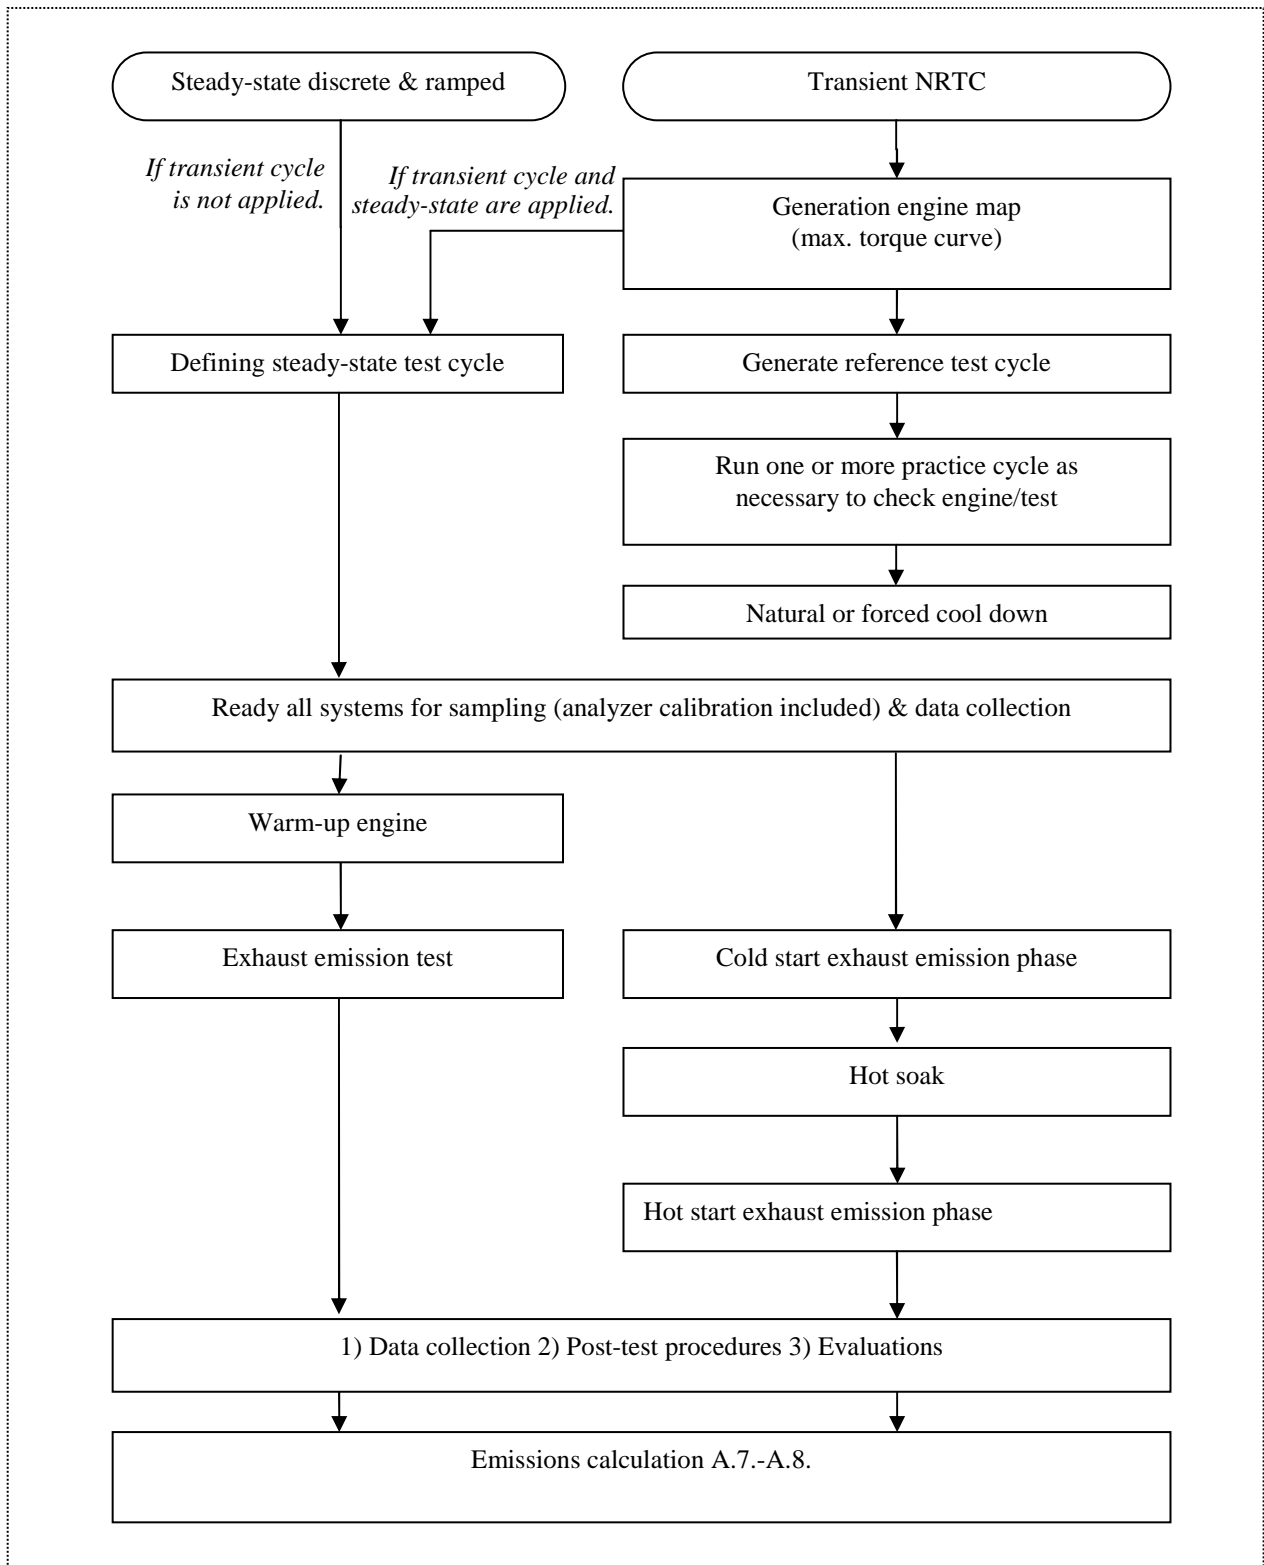 Steady-state discrete & ramped
Transient NRTC
If transient cycle
is not applied.
If transient cycle and
steady-state are applied.
Generation engine map
(max. torque curve)
Defining steady-state test cycle
Generate reference test cycle
Run one or more practice cycle as
necessary to check engine/test
Natural or forced cool down
Ready all systems for sampling (analyzer calibration included) & data collection
Warm-up engine
Exhaust emission test
Cold start exhaust emission phase
Hot soak
Hot start exhaust emission phase
1) Data collection 2) Post-test procedures 3) Evaluations
Emissions calculation A.7.-A.8.